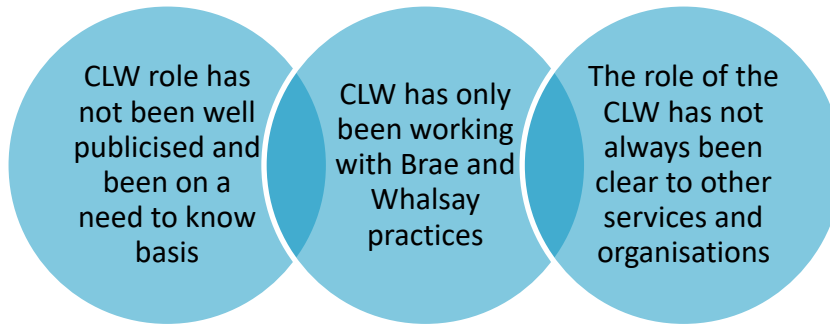 CLW role has
not been well
publicised and
been on a
need to know
basis
CLW has only
been working
with Brae and
Whalsay
practices
The role of the
CLW has not
always been
clear to other
services and
organisations